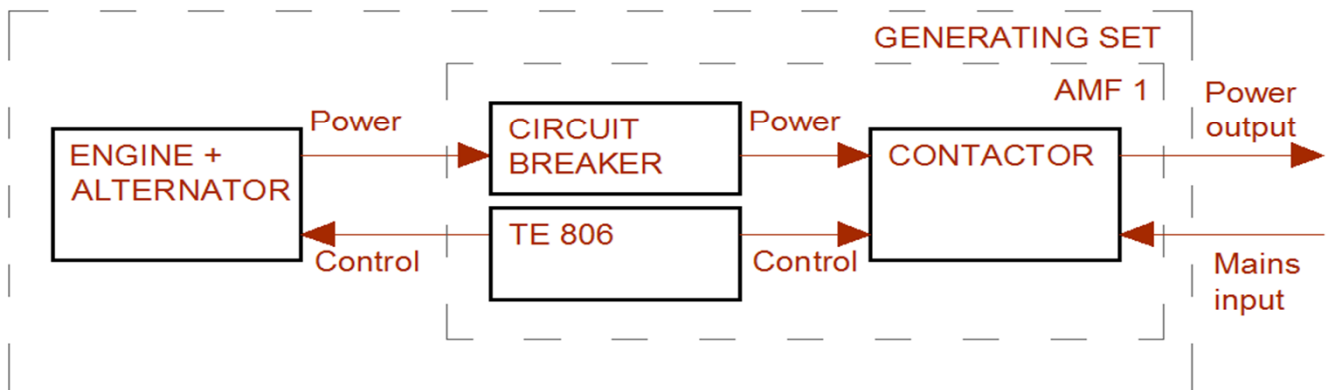 GENERATING SET
AMF 1
ENGINE +
ALTERNATOR
Power
CIRCUIT
BREAKER
Power
CONTACTOR
Power
output
Control
TE 806
Control
Mains
input